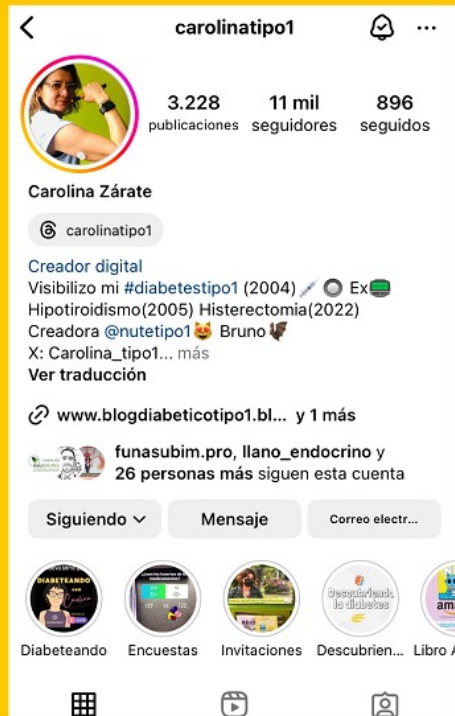 carolinatipo1
3.228 11 mil 896
publicaciones seguidores seguidos
Carolina Zárate
carolinatipo1
Creador digital
Visibilizo mi #diabetestipo1 (2004) Ex
Hipotiroidismo(2005) Histerectomia(2022)
Creadora @nutetipo1 Bruno
X: Carolina_tipo1... más
Ver traducción
www.blogdiabeticotipo1.bl... y 1 más
funasubim.pro, llano_endocrino y
26 personas más siguen esta cuenta
Siguiendo Mensaje Correo electr...
DIABETEANDO
Descubriendo
la diabetes
Diabeteando Encuestas Invitaciones Descubrien... Libro A